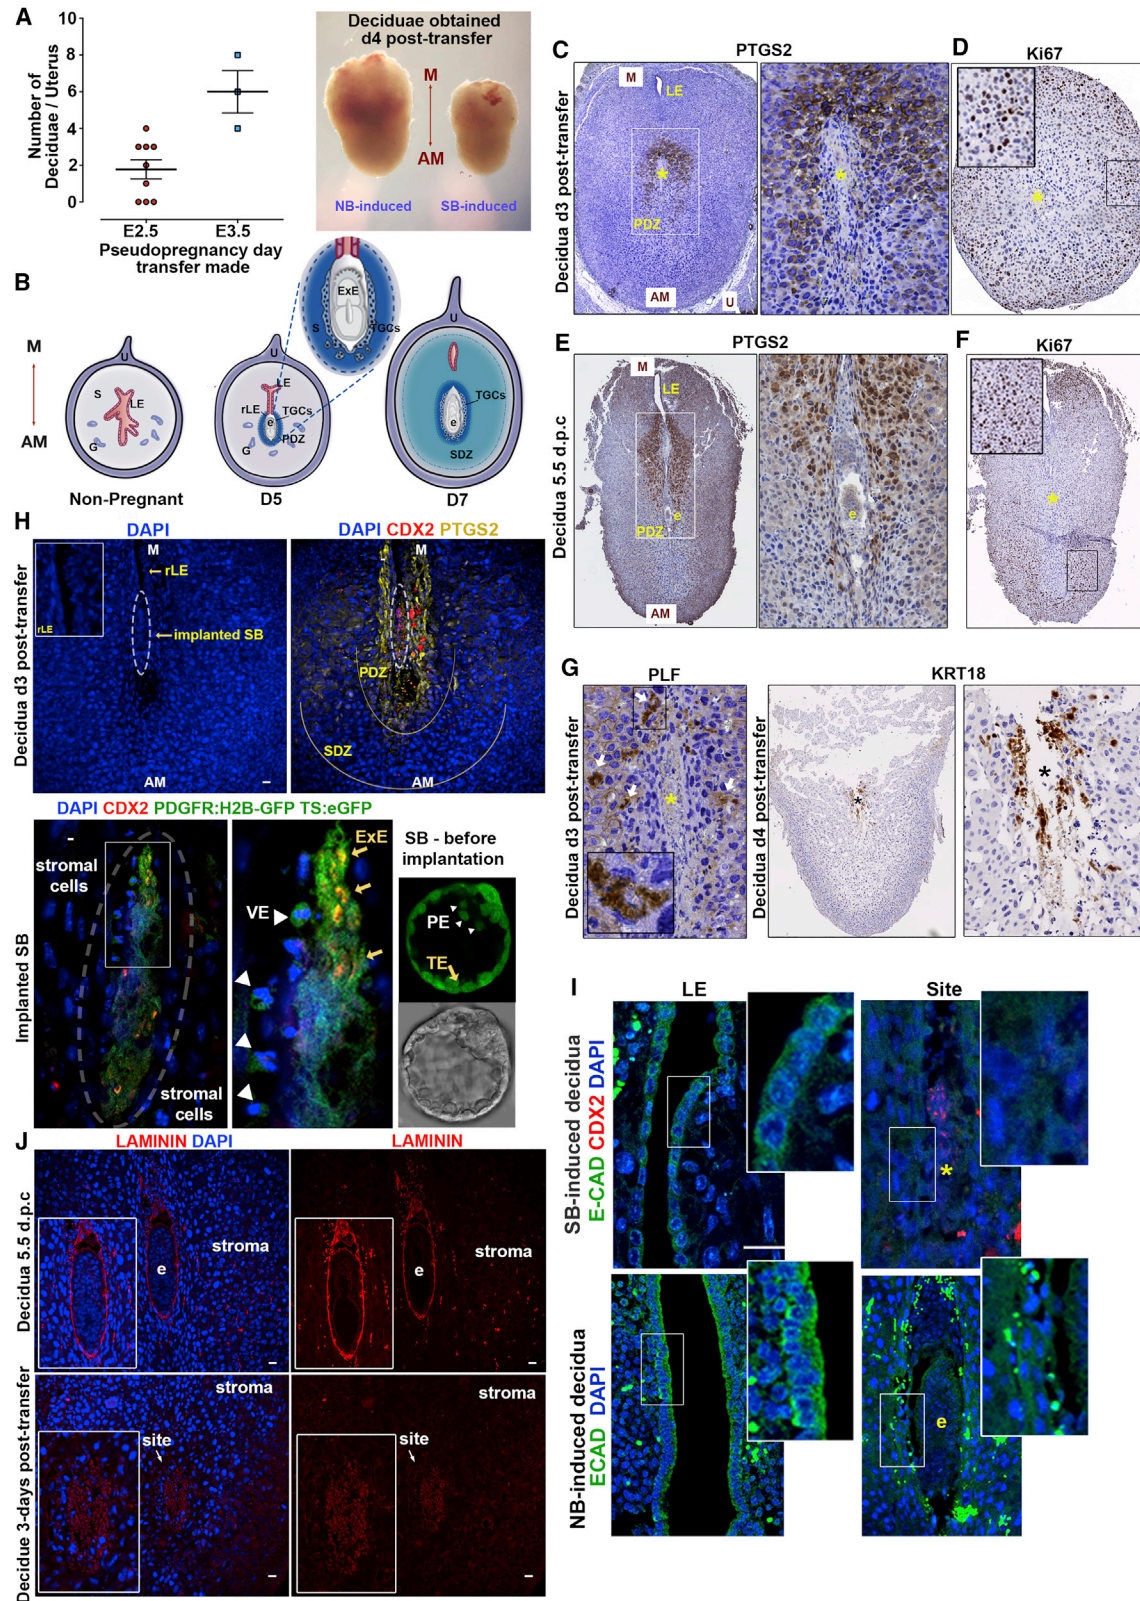 A
Number of
Deciduae / Uterus
10
8
6
4
2
0
E2.5
E3.5
Pseudopregnancy day
transfer made
Deciduae obtained
d4 post-transfer
M
AM
NB-induced
SB-induced
B
M
AM
U
S
LE
G
Non-Pregnant
U
LE
rLE
TGCs
S
e
G
PDZ
D5
ExE
S
TGCs
U
TGCs
e
SDZ
D7
C
PTGS2
Decidua d3 post-transfer
M
LE
*
PDZ
AM
U
*
D
Ki67
*
E
PTGS2
Decidua 5.5 d.p.c
M
LE
e
PDZ
AM
e
F
Ki67
*
G
PLF
Decidua d3 post-transfer
*
KRT18
Decidua d4 post-transfer
*
*
H
DAPI
Decidua d3 post-transfer
M
rLE
rLE
implanted SB
AM
DAPI CDX2 PTGS2
M
PDZ
SDZ
AM
DAPI CDX2 PDGFR:H2B-GFP TS:eGFP
Implanted SB
stromal
cells
stromal
cells
ExE
VE
SB - before
implantation
PE
TE
I
LE
Site
SB-induced decidua
E-CAD CDX2 DAPI
*
NB-induced decidua
ECAD DAPI
e
J
LAMININ DAPI
LAMININ
Decidua 5.5 d.p.c
stroma
e
stroma
e
Decidue 3-days post-transfer
stroma
site
stroma
site